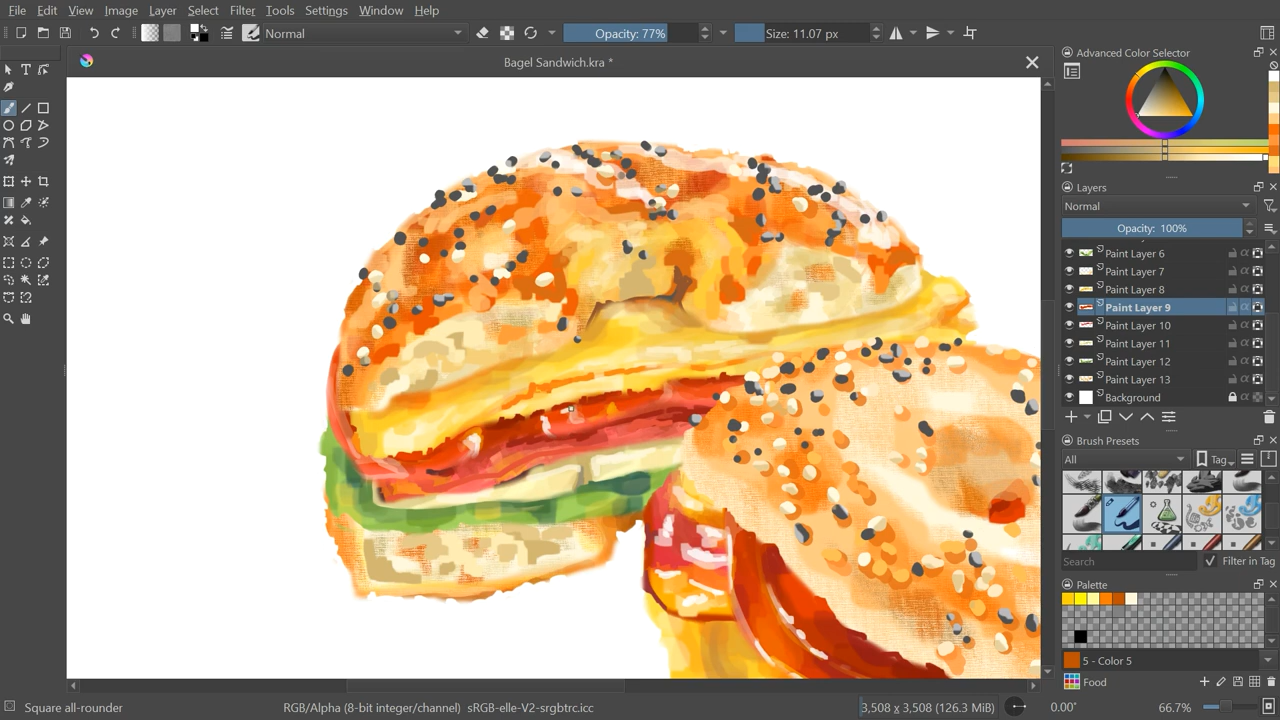 File Edit View Image Layer Select Filter Tools Settings Window Help
Normal Opacity: 77% Size: 11.07 px
Bagel Sandwich.kra *
Advanced Color Selector
Layers
Normal
Opacity: 100%
Paint Layer 6
Paint Layer 7
Paint Layer 8
Paint Layer 9
Paint Layer 10
Paint Layer 11
Paint Layer 12
Paint Layer 13
Background
Brush Presets
All Tag
Search Filter in Tag
Palette
5 - Color 5
Food
Square all-rounder RGB/Alpha (8-bit integer/channel) sRGB-elle-V2-srgbtrc.icc 3,508 x 3,508 (126.3 MiB) 0.00° 66.7%